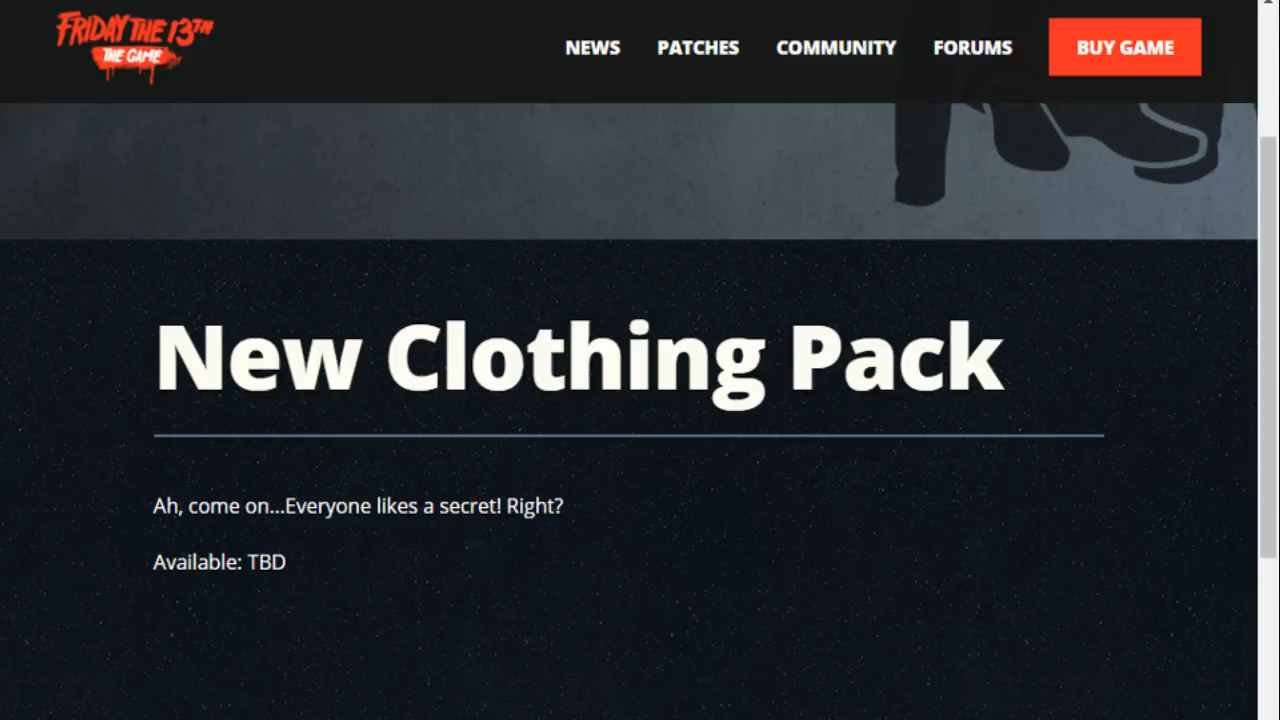 FRIDAY THE 13TH
THE GAME
NEWS PATCHES COMMUNITY FORUMS BUY GAME
New Clothing Pack
Ah, come on...Everyone likes a secret! Right?
Available: TBD